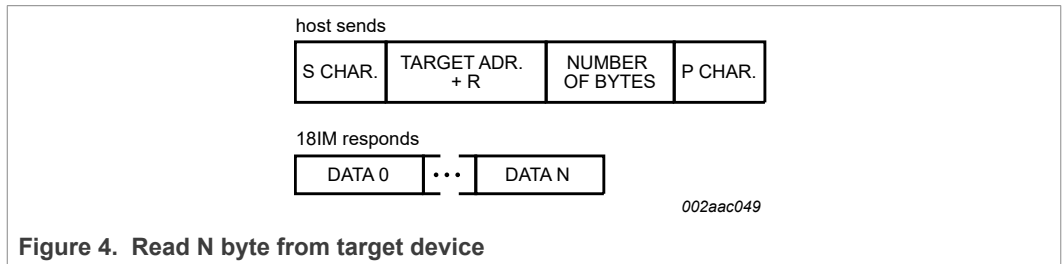 host sends
S CHAR.
TARGET ADR.
+ R
NUMBER
OF BYTES
P CHAR.
18IM responds
DATA 0
• • •
DATA N
002aac049
Figure 4. Read N byte from target device